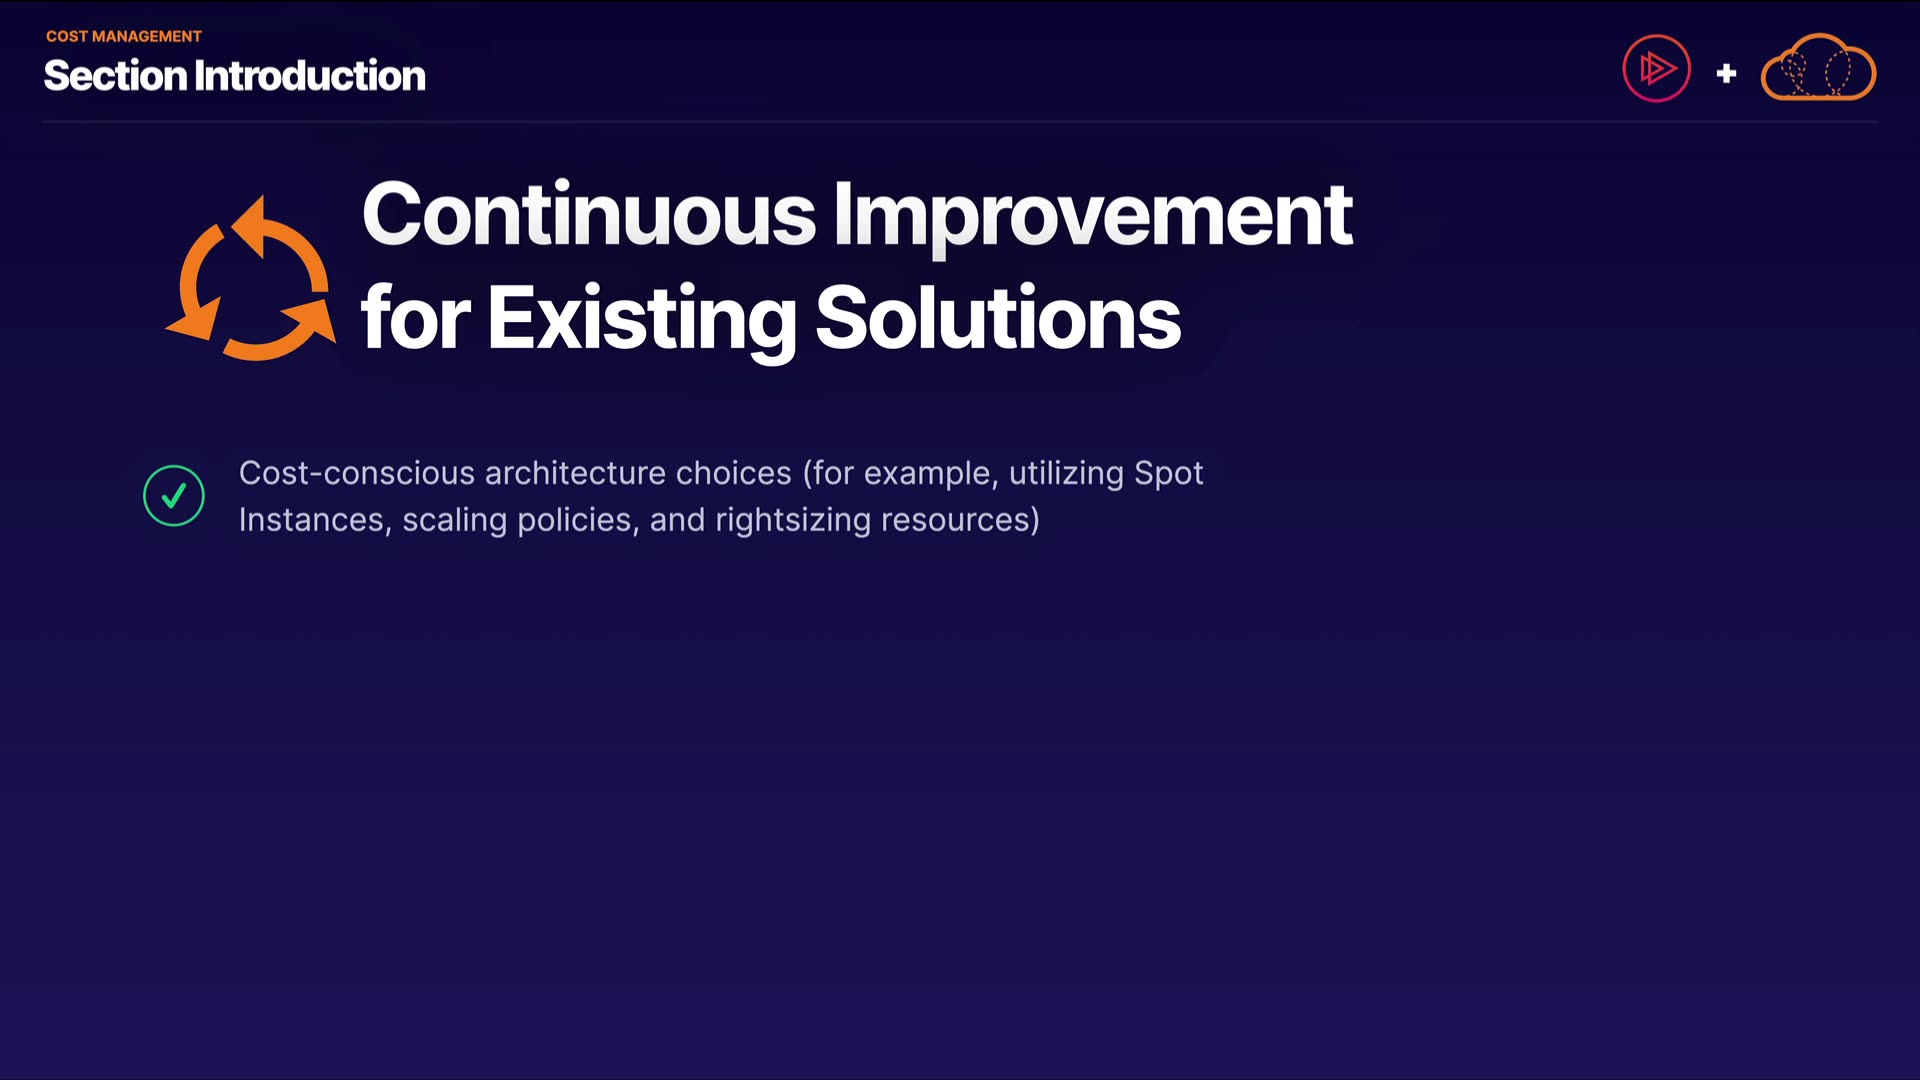 COST MANAGEMENT
Section Introduction
Continuous Improvement
for Existing Solutions
Cost-conscious architecture choices (for example, utilizing Spot
Instances, scaling policies, and rightsizing resources)